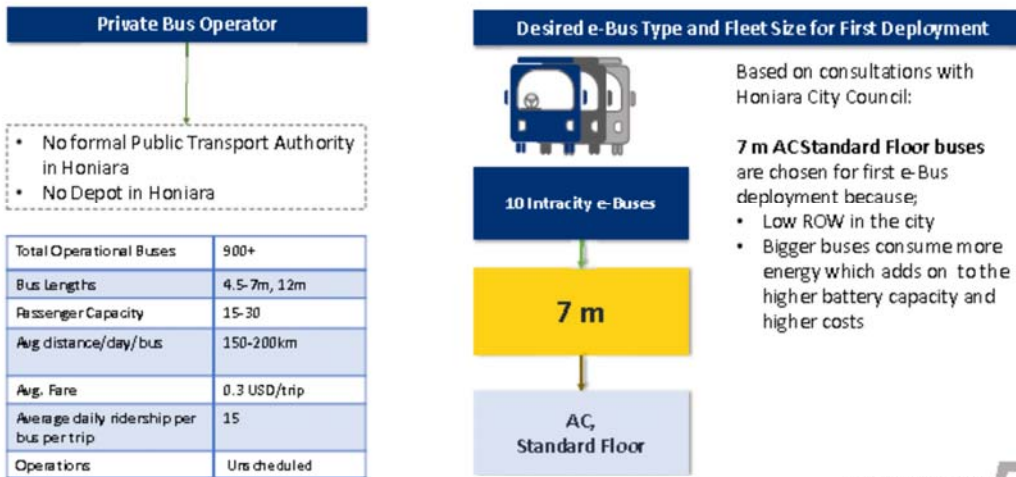 Private Bus Operator
• No formal Public Transport Authority
in Honiara
• No Depot in Honiara
Total Operational Buses 900+
Bus Lengths 4.5-7m, 12m
Passenger Capacity 15-30
Avg distance/day/bus 150-200km
Avg. Fare 0.3 USD/trip
Average daily ridership per 15
bus per trip
Operations Unscheduled
Desired e-Bus Type and Fleet Size for First Deployment
10 Intracity e-Buses
7 m
AC,
Standard Floor
Based on consultations with
Honiara City Council:
7 m AC Standard Floor buses
are chosen for first e-Bus
deployment because;
• Low ROW in the city
• Bigger buses consume more
energy which adds on to the
higher battery capacity and
higher costs